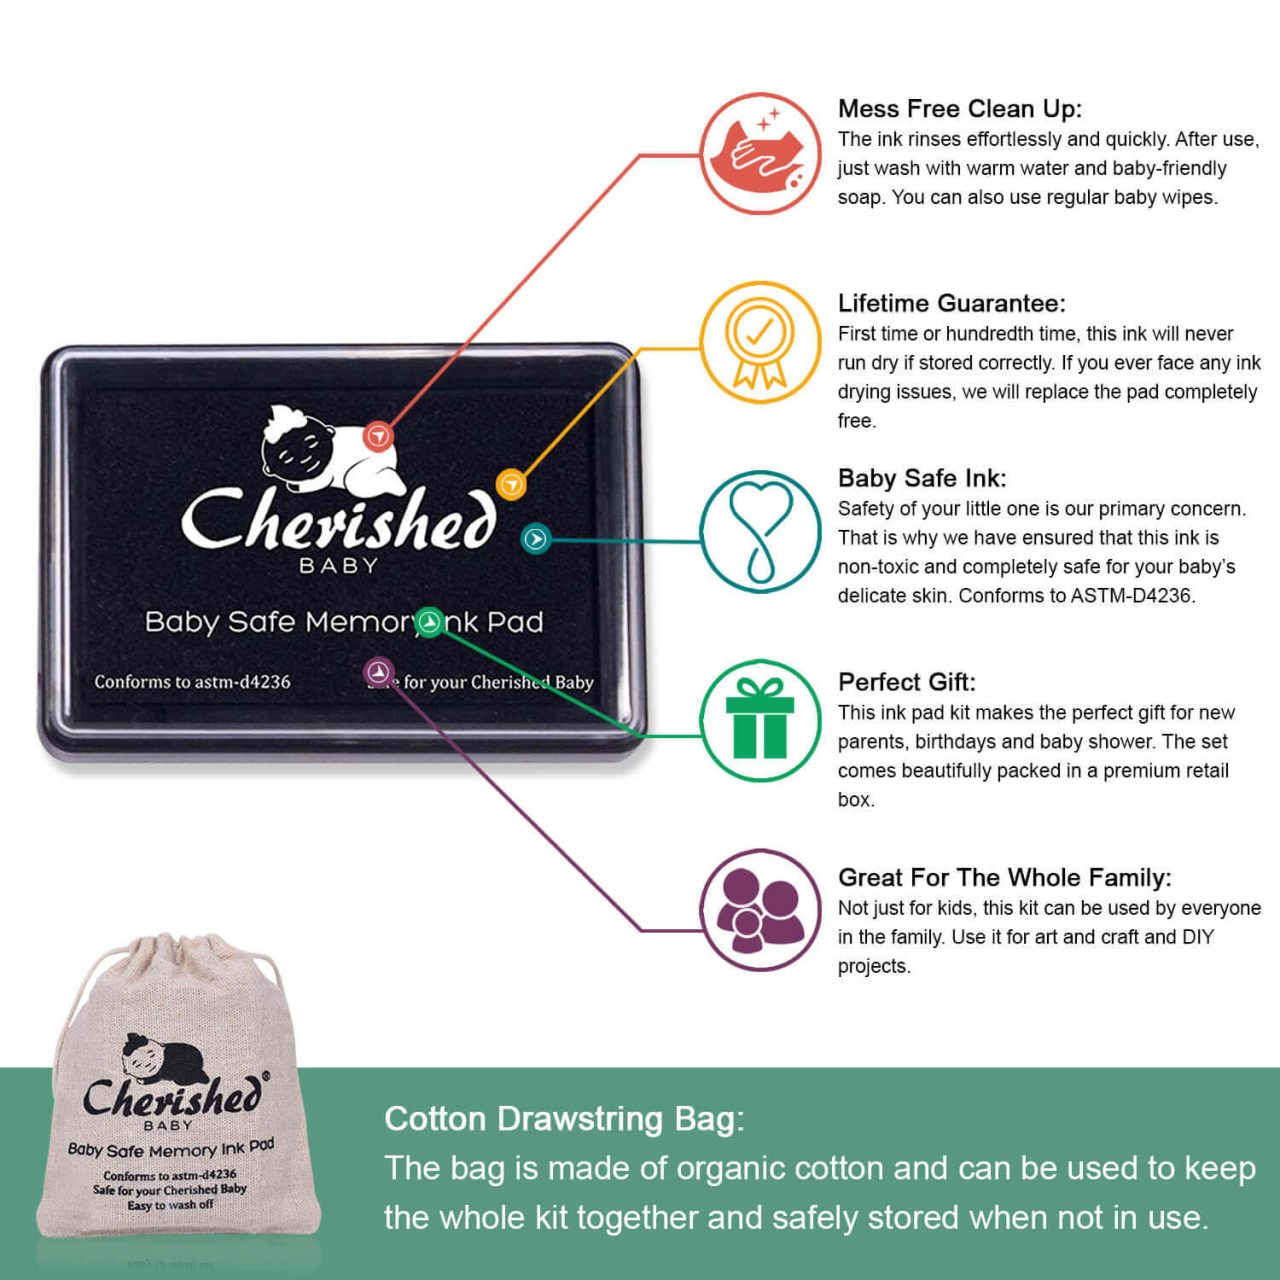 Mess Free Clean Up:
The ink rinses effortlessly and quickly. After use,
just wash with warm water and baby-friendly
soap. You can also use regular baby wipes.
Lifetime Guarantee:
First time or hundredth time, this ink will never
run dry if stored correctly. If you ever face any ink
drying issues, we will replace the pad completely
free.
Baby Safe Ink:
Safety of your little one is our primary concern.
That is why we have ensured that this ink is
non-toxic and completely safe for your baby’s
delicate skin. Conforms to ASTM-D4236.
Perfect Gift:
This ink pad kit makes the perfect gift for new
parents, birthdays and baby shower. The set
comes beautifully packed in a premium retail
box.
Great For The Whole Family:
Not just for kids, this kit can be used by everyone
in the family. Use it for art and craft and DIY
projects.
Cherished
BABY
Baby Safe Memory Ink Pad
Conforms to astm-d4236
Safe for your Cherished Baby
Cherished®
BABY
Baby Safe Memory Ink Pad
Conforms to astm-d4236
Safe for your Cherished Baby
Easy to wash off
Cotton Drawstring Bag:
The bag is made of organic cotton and can be used to keep
the whole kit together and safely stored when not in use.